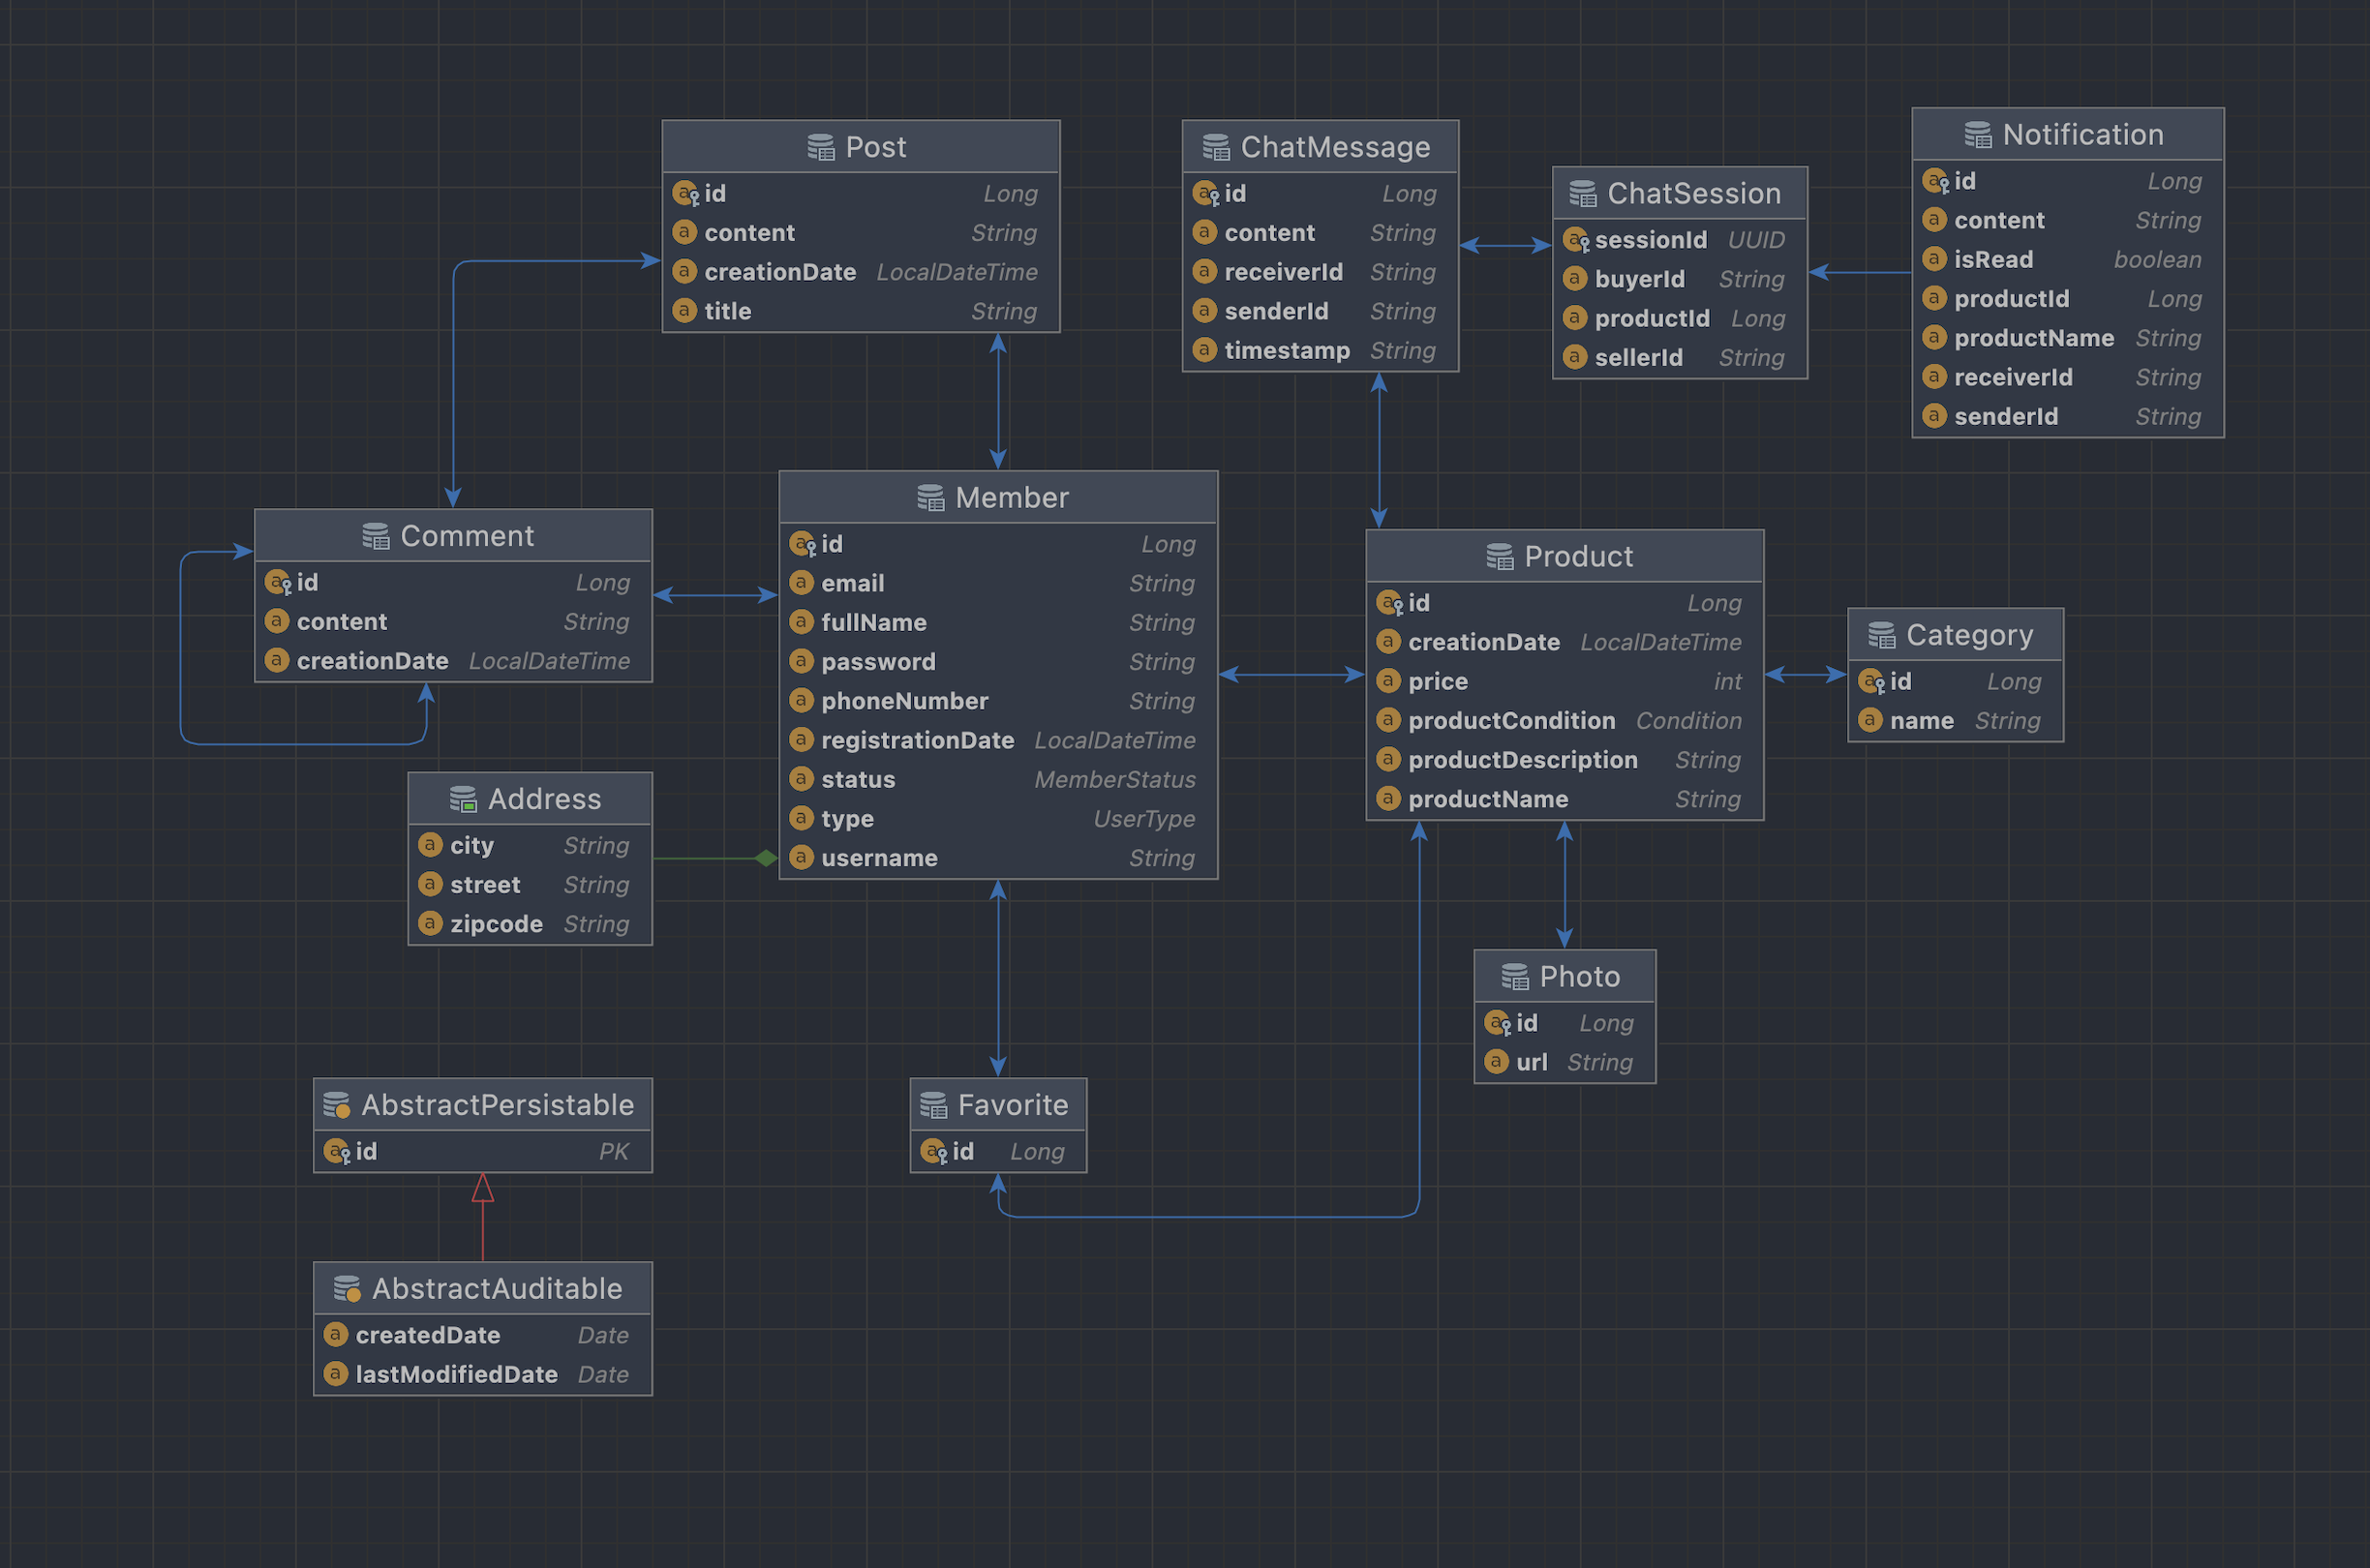 Post
id Long
content String
creationDate LocalDateTime
title String
ChatMessage
id Long
content String
receiverId String
senderId String
timestamp String
ChatSession
sessionId UUID
buyerId String
productId Long
sellerId String
Notification
id Long
content String
isRead boolean
productId Long
productName String
receiverId String
senderId String
Comment
id Long
content String
creationDate LocalDateTime
Member
id Long
email String
fullName String
password String
phoneNumber String
registrationDate LocalDateTime
status MemberStatus
type UserType
username String
Product
id Long
creationDate LocalDateTime
price int
productCondition Condition
productDescription String
productName String
Category
id Long
name String
Address
city String
street String
zipcode String
Photo
id Long
url String
AbstractPersistable
id PK
Favorite
id Long
AbstractAuditable
createdDate Date
lastModifiedDate Date